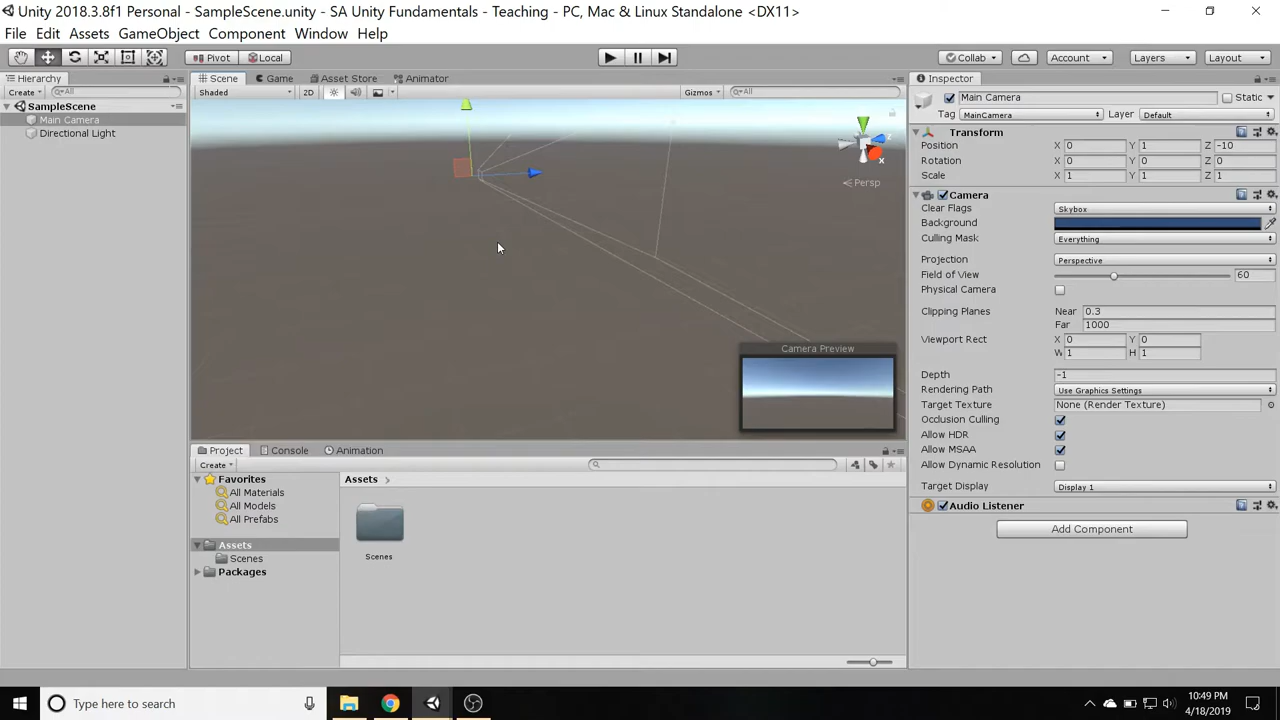 Unity 2018.3.8f1 Personal - SampleScene.unity - SA Unity Fundamentals - Teaching - PC, Mac & Linux Standalone <DX11>
File Edit Assets GameObject Component Window Help
Pivot Local Collab Account Layers Layout
Hierarchy Scene Game Asset Store Animator Inspector
Create All Shaded 2D Gizmos All Main Camera Static
SampleScene Tag MainCamera Layer Default
Main Camera Transform
Directional Light Position X 0 Y 1 Z -10
Rotation X 0 Y 0 Z 0
Scale X 1 Y 1 Z 1
z
x
Persp
Camera
Clear Flags Skybox
Background
Culling Mask Everything
Projection Perspective
Field of View 60
Physical Camera
Clipping Planes Near 0.3
Far 1000
Viewport Rect X 0 Y 0
W 1 H 1
Camera Preview
Depth -1
Rendering Path Use Graphics Settings
Target Texture None (Render Texture)
Occlusion Culling
Allow HDR
Allow MSAA
Allow Dynamic Resolution
Target Display Display 1
Audio Listener
Add Component
Project Console Animation
Create
Favorites Assets
All Materials
All Models
All Prefabs
Assets
Scenes Scenes
Packages
Type here to search
10:49 PM
4/18/2019